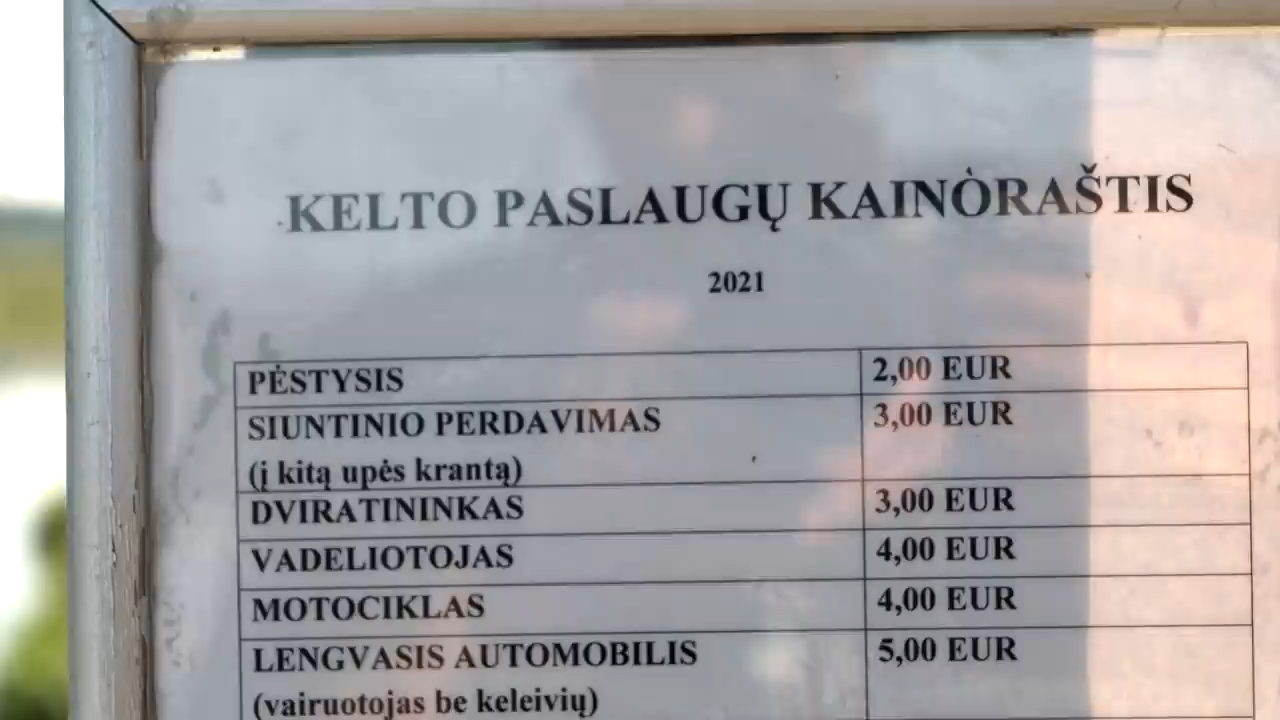 KELTO PASLAUGŲ KAINORAŠTIS
2021
PĖSTYSIS 2,00 EUR
SIUNTINIO PERDAVIMAS 3,00 EUR
(į kitą upės krantą)
DVIRATININKAS 3,00 EUR
VADELIOTOJAS 4,00 EUR
MOTOCIKLAS 4,00 EUR
LENGVASIS AUTOMOBILIS 5,00 EUR
(vairuotojas be keleivių)